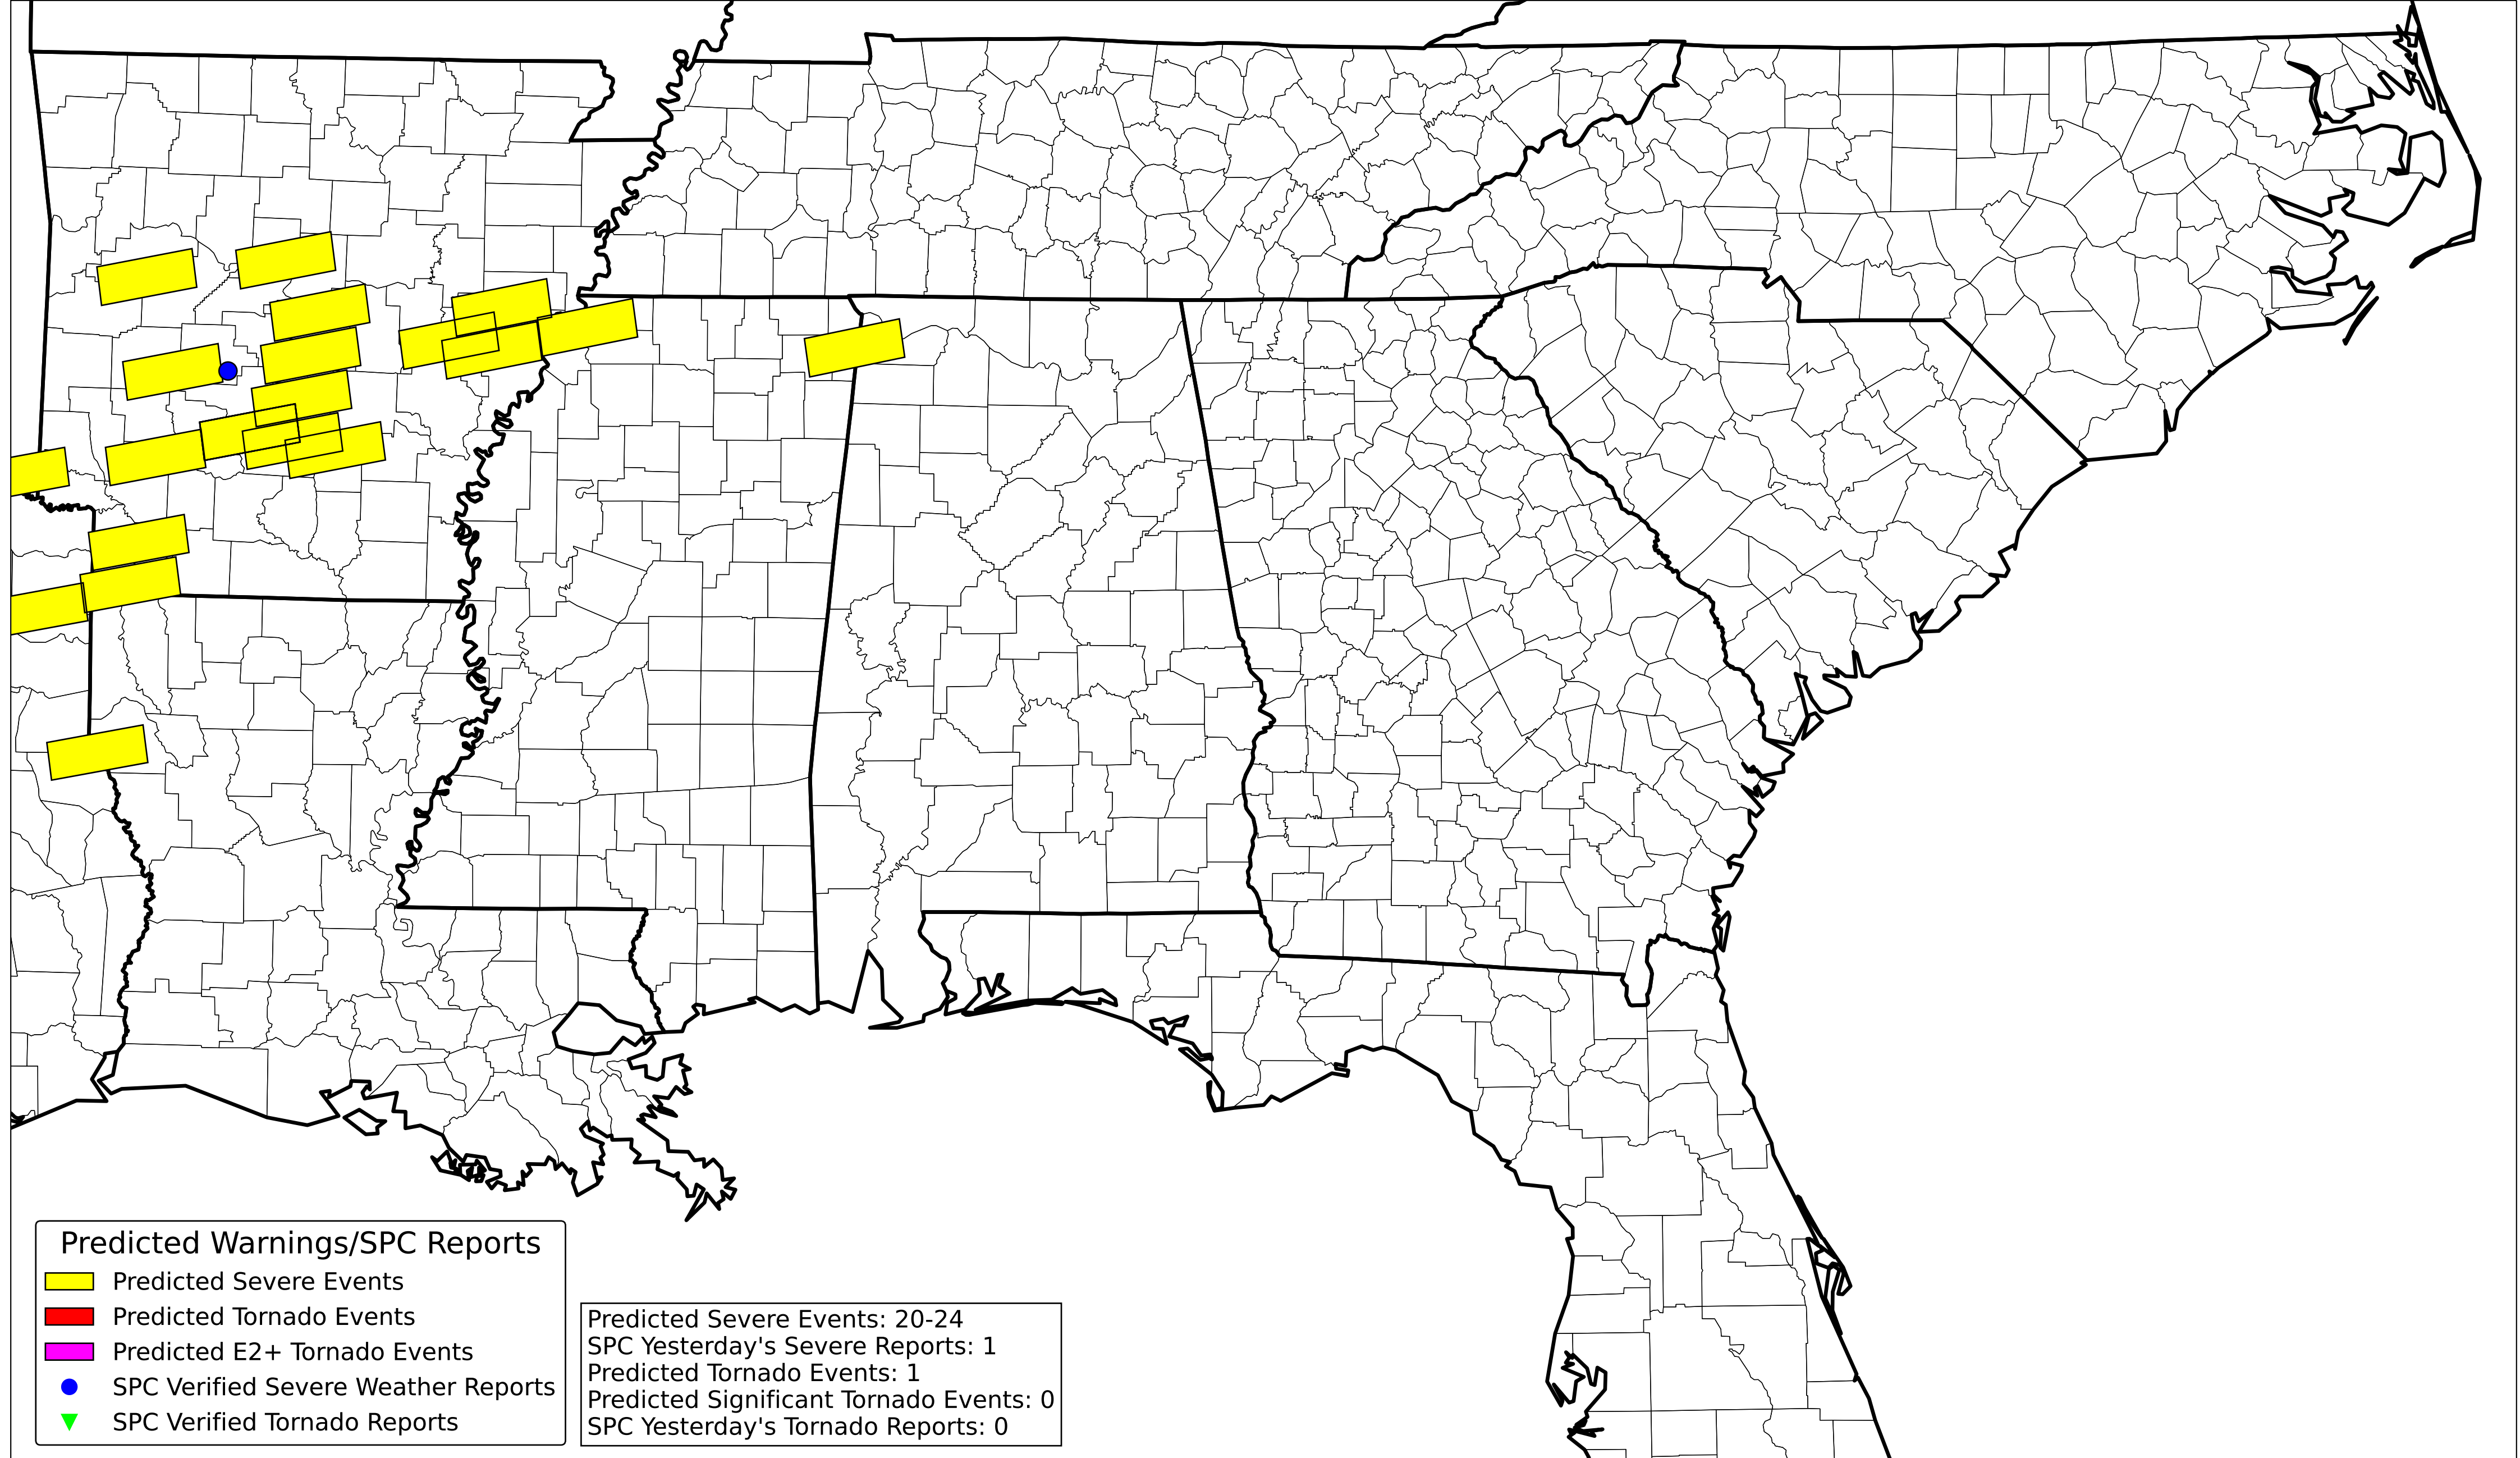 Predicted Warnings/SPC Reports
Predicted Severe Events
Predicted Tornado Events
Predicted E2+ Tornado Events
SPC Verified Severe Weather Reports
SPC Verified Tornado Reports
Predicted Severe Events: 20-24
SPC Yesterday's Severe Reports: 1
Predicted Tornado Events: 1
Predicted Significant Tornado Events: 0
SPC Yesterday's Tornado Reports: 0